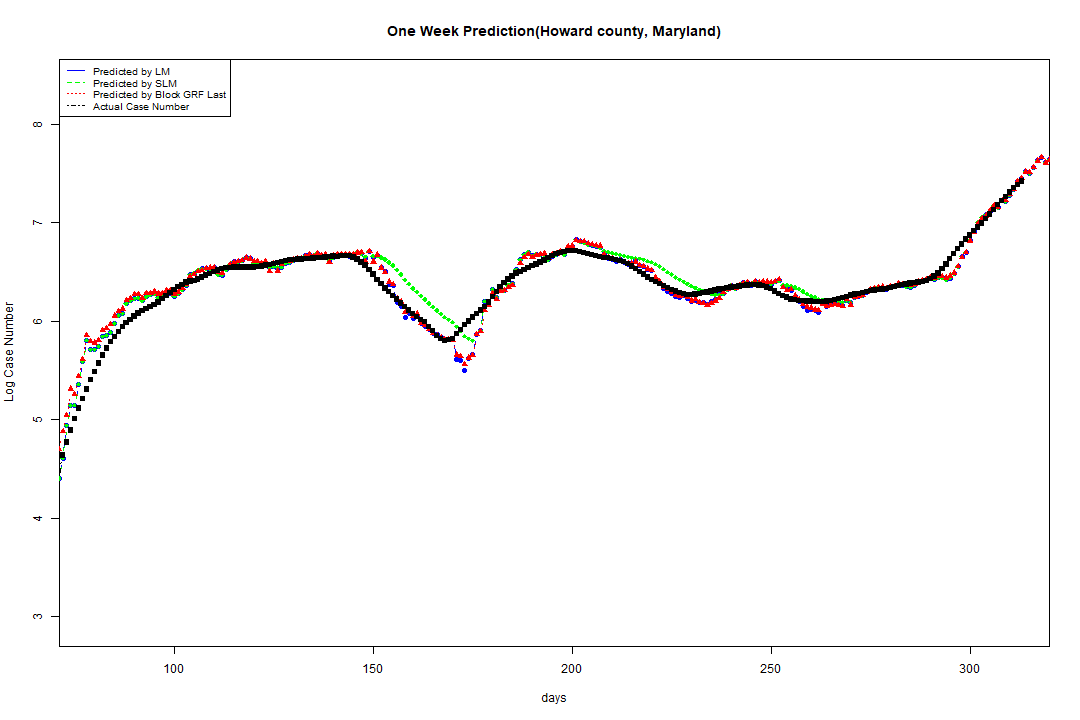 One Week Prediction(Howard county, Maryland)
Predicted by LM
Predicted by SLM
Predicted by Block GRF Last
Actual Case Number
8
7
6
5
4
3
Log Case Number
100 150 200 250 300
days